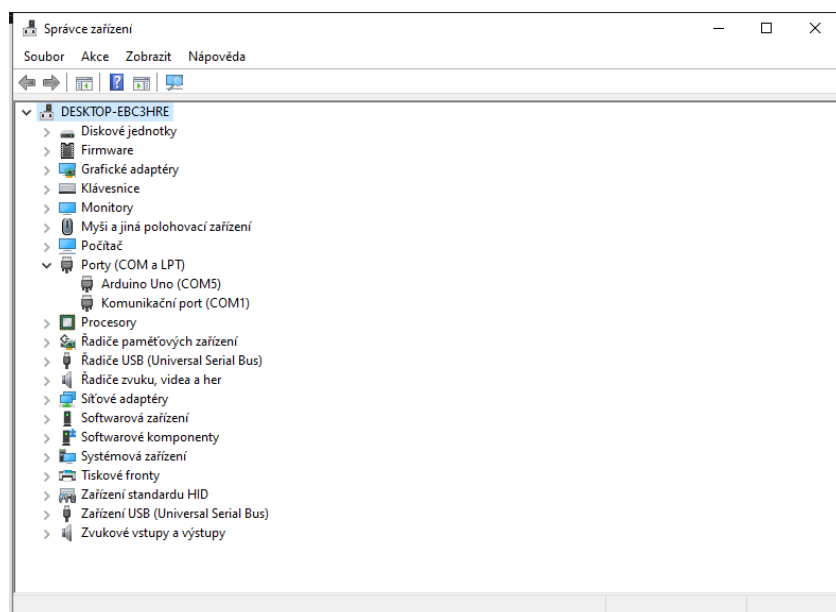 Správce zařízení
Soubor Akce Zobrazit Nápověda
DESKTOP-EBC3HRE
Diskové jednotky
Firmware
Grafické adaptéry
Klávesnice
Monitory
Myši a jiná polohovací zařízení
Počítač
Porty (COM a LPT)
Arduino Uno (COM5)
Komunikační port (COM1)
Procesory
Řadiče paměťových zařízení
Řadiče USB (Universal Serial Bus)
Řadiče zvuku, videa a her
Síťové adaptéry
Softwarová zařízení
Softwarové komponenty
Systémová zařízení
Tiskové fronty
Zařízení standardu HID
Zařízení USB (Universal Serial Bus)
Zvukové vstupy a výstupy